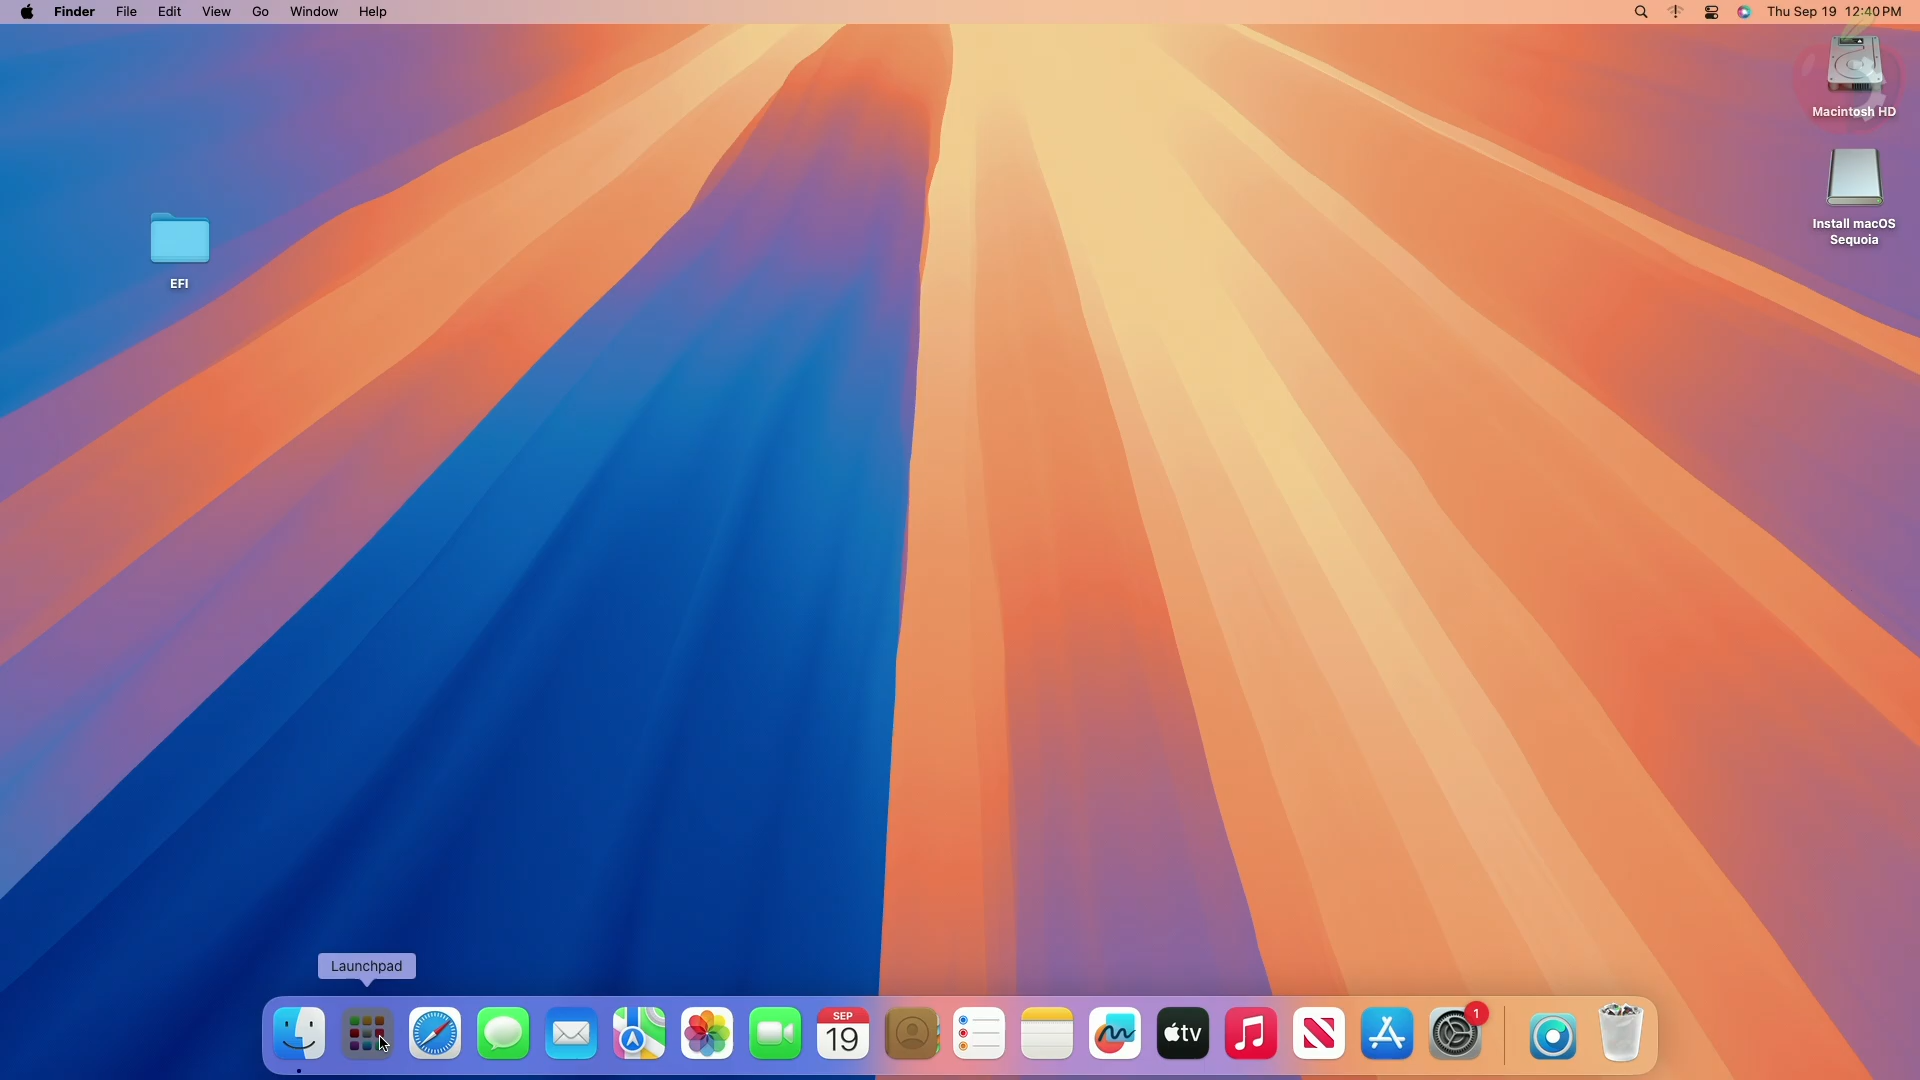 Finder File Edit View Go Window Help
Thu Sep 19 12:40 PM
Macintosh HD
Install macOS
Sequoia
EFI
Launchpad
SEP
19
tv
1